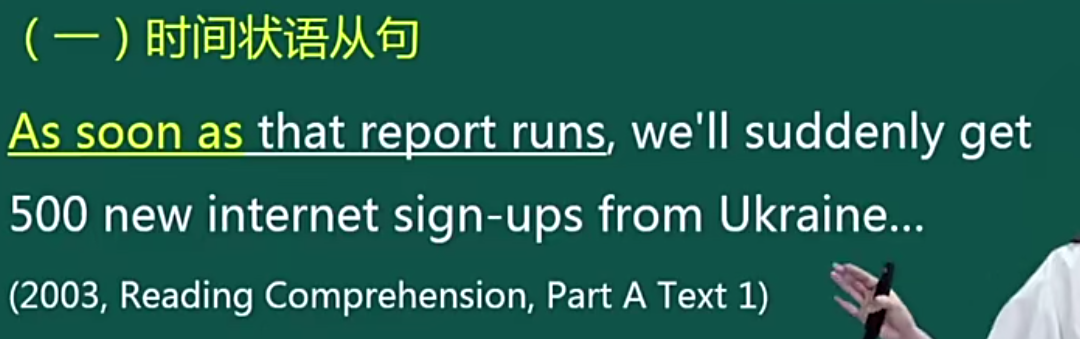 （一）时间状语从句
As soon as that report runs, we'll suddenly get
500 new internet sign-ups from Ukraine...
(2003, Reading Comprehension, Part A Text 1)